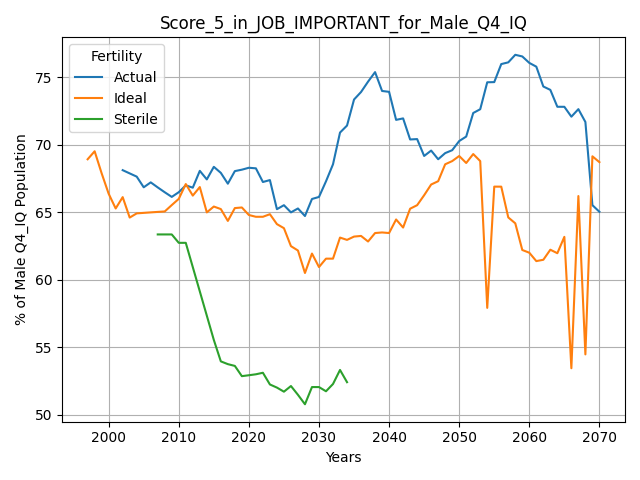 Score_5_in_JOB_IMPORTANT_for_Male_Q4_IQ
Fertility
Actual
Ideal
Sterile
% of Male Q4_IQ Population
75
70
65
60
55
50
2000 2010 2020 2030 2040 2050 2060 2070
Years